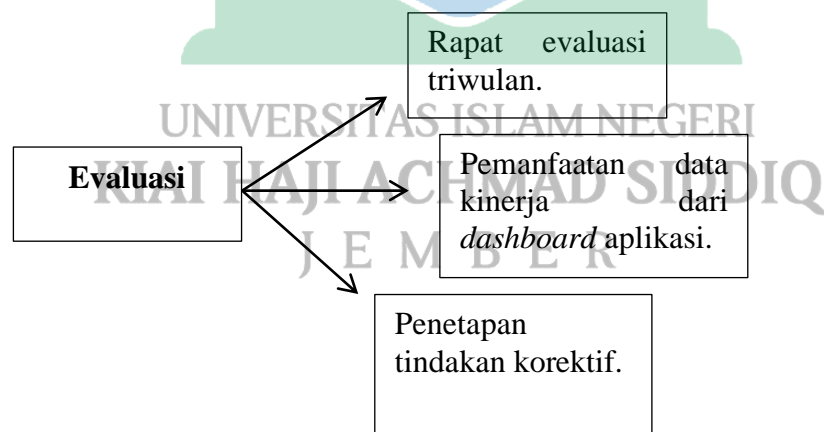 Rapat evaluasi
triwulan.
UNIVERSITAS ISLAM NEGERI
Evaluasi
KIAI HAJI ACHMAD SIDDIQ
Pemanfaatan data
kinerja dari
dashboard aplikasi.
J E M B E R
Penetapan
tindakan korektif.